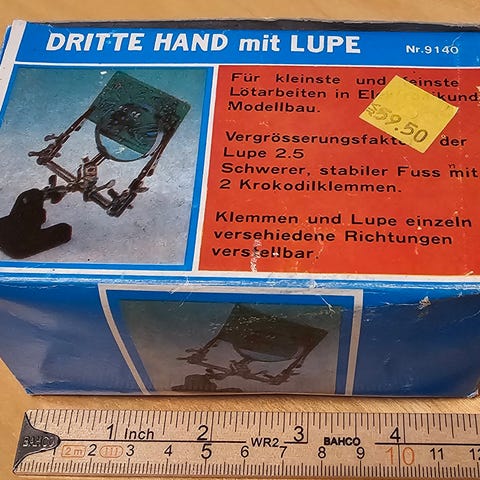 DRITTE HAND mit LUPE
Nr.9140
Für kleinste und
Lötarbeiten in
Modellbau.
59.50
Vergrösserungsfakt der
Lupe 2.5
Schwerer, stabiler Fuss mit
2 Krokodilklemmen.
Klemmen und Lupe einzeln
verschiedene Richtungen
verstellbar.
1 Inch 2 3 4
BAHCO WR2 BAHCO
2m III 2 3 4 5 6 7 8 9 10 11 12